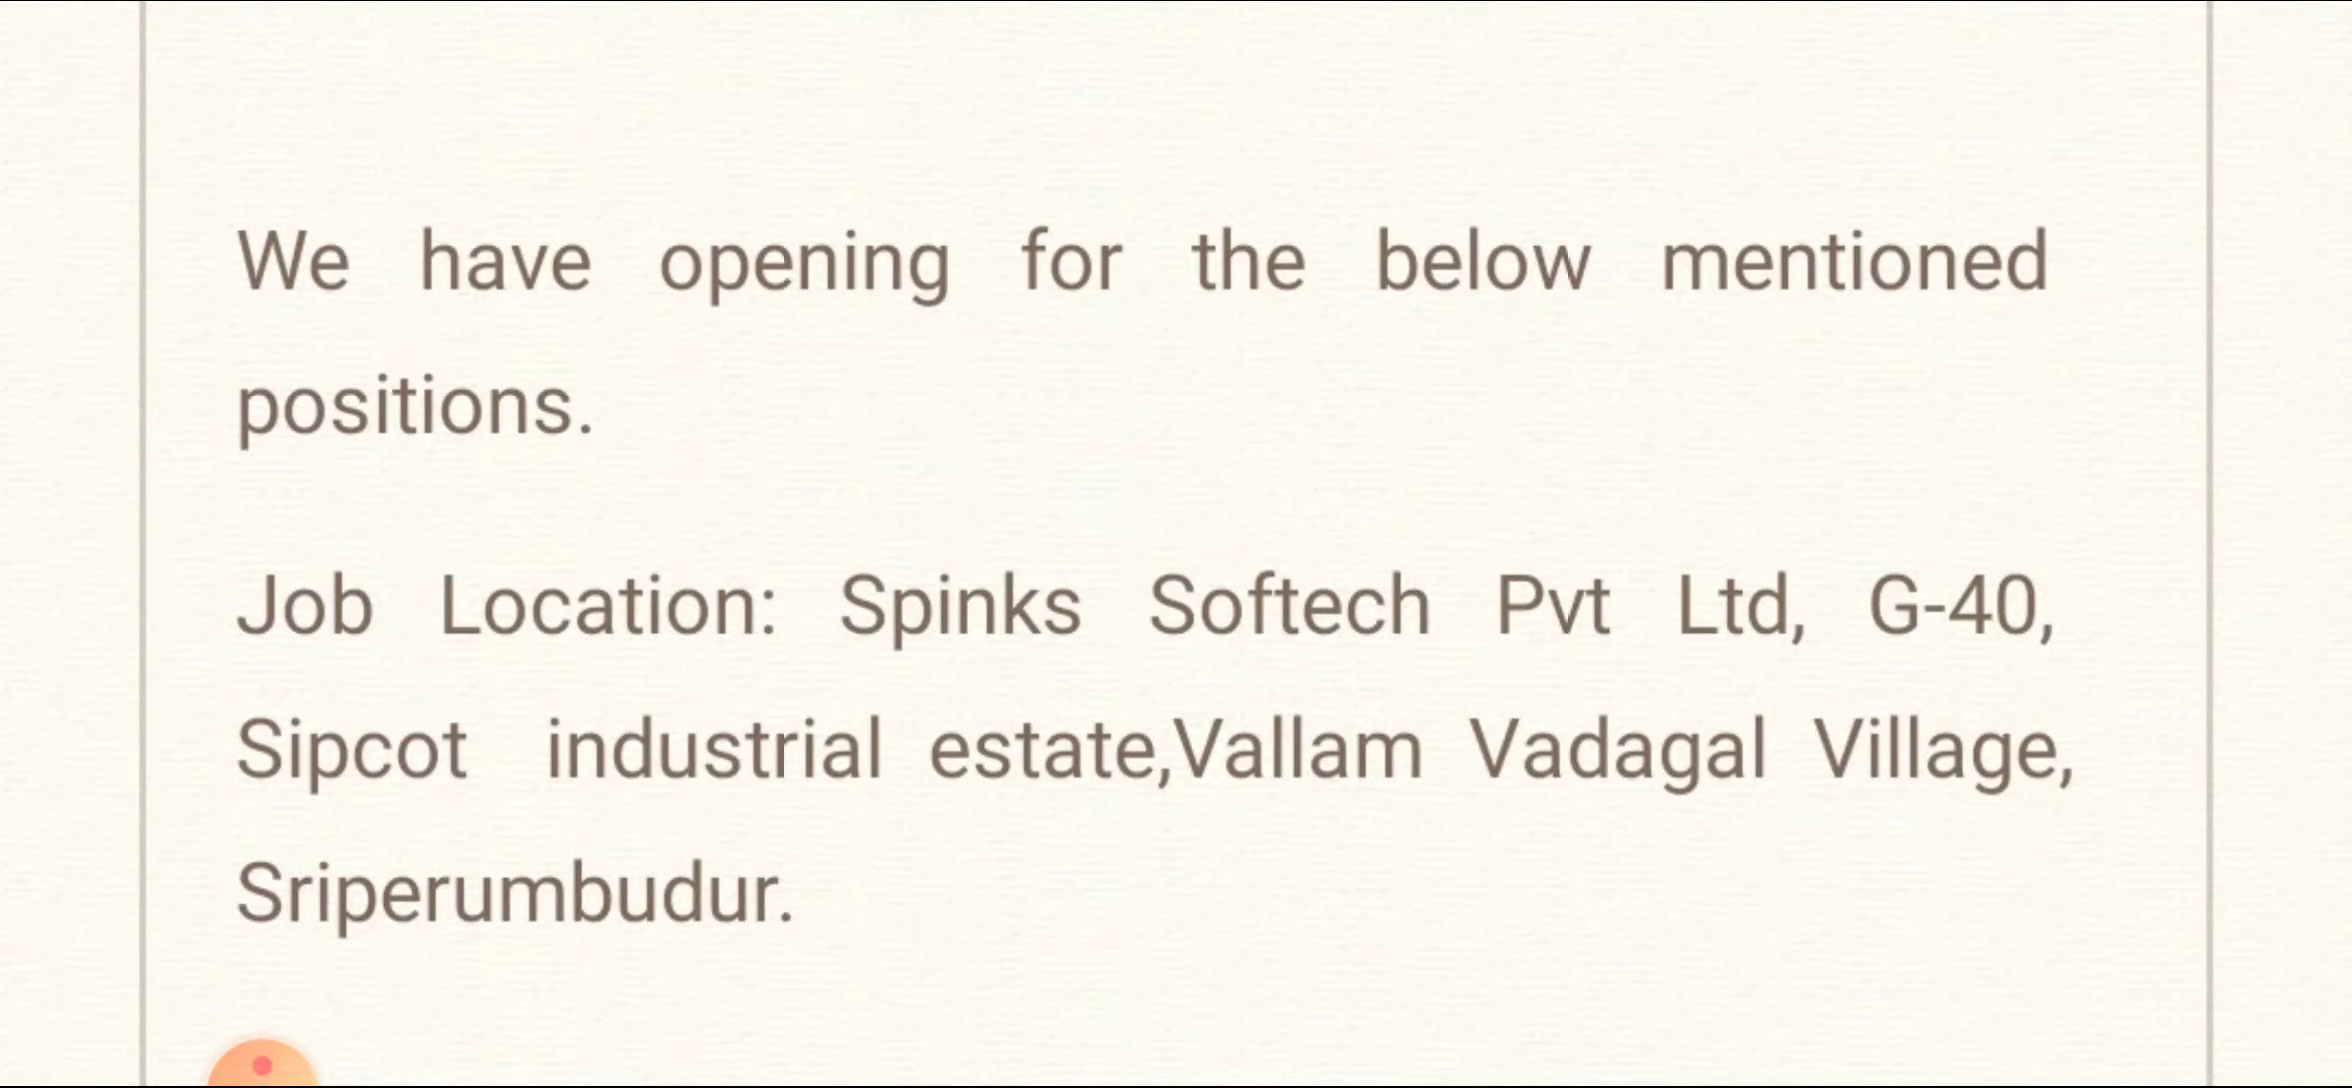 We have opening for the below mentioned
positions.
Job Location: Spinks Softech Pvt Ltd, G-40,
Sipcot industrial estate,Vallam Vadagal Village,
Sriperumbudur.